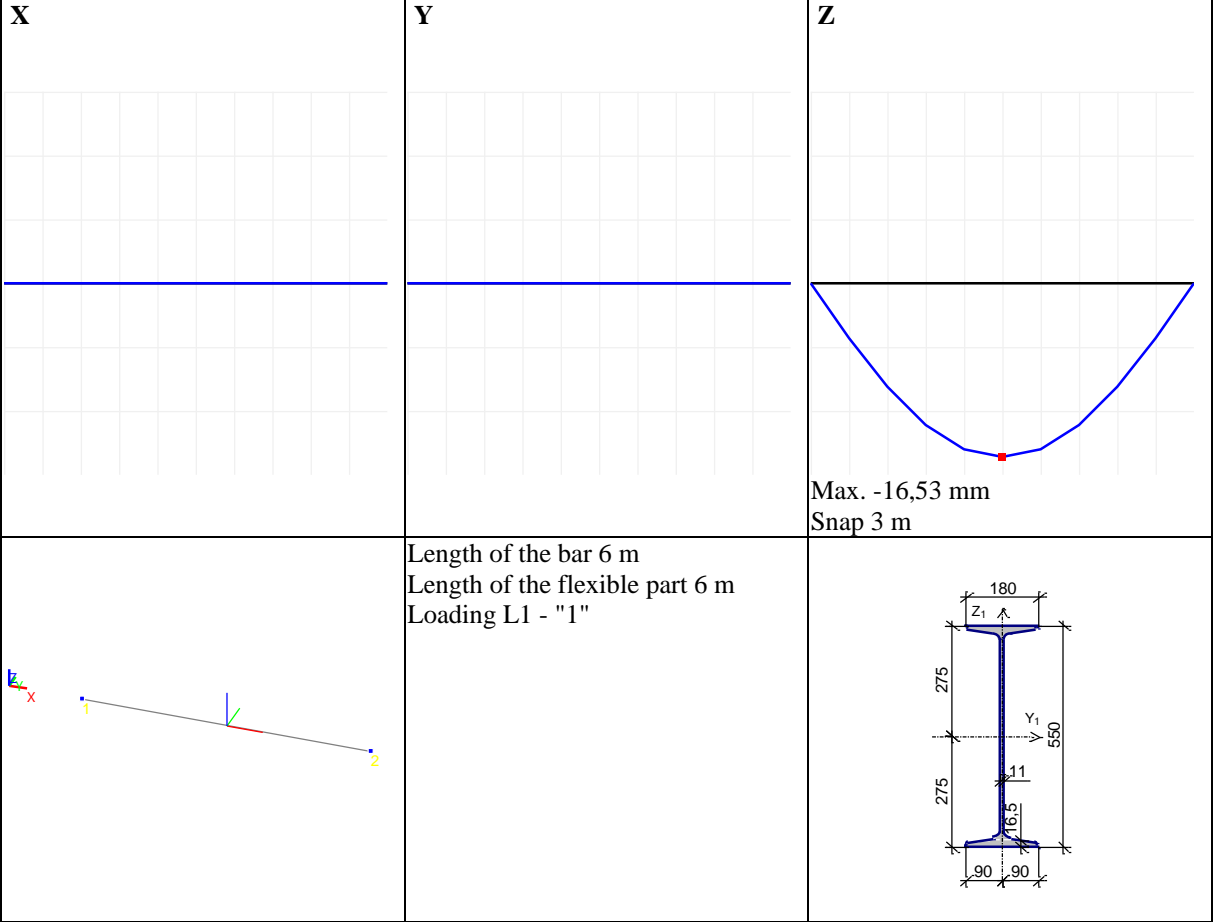 X
Y
Z
Max. -16,53 mm
Snap 3 m
Z
Y
X
1
2
Length of the bar 6 m
Length of the flexible part 6 m
Loading L1 - "1"
180
Z₁
275
Y₁
550
11
275
16,5
90
90